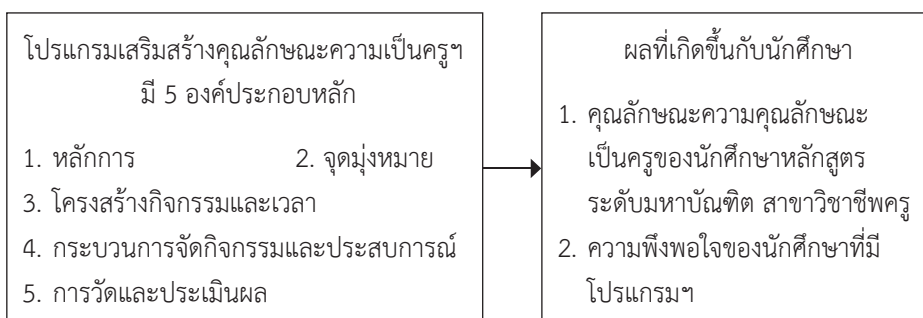 โปรแกรมเสริมสร้างคุณลักษณะความเป็นครูฯ
มี 5 องค์ประกอบหลัก
1. หลักการ 2. จุดมุ่งหมาย
3. โครงสร้างกิจกรรมและเวลา
4. กระบวนการจัดกิจกรรมและประสบการณ์
5. การวัดและประเมินผล
ผลที่เกิดขึ้นกับนักศึกษา
1. คุณลักษณะความคุณลักษณะ
เป็นครูของนักศึกษาหลักสูตร
ระดับมหาบัณฑิต สาขาวิชาชีพครู
2. ความพึงพอใจของนักศึกษาที่มี
โปรแกรมฯ